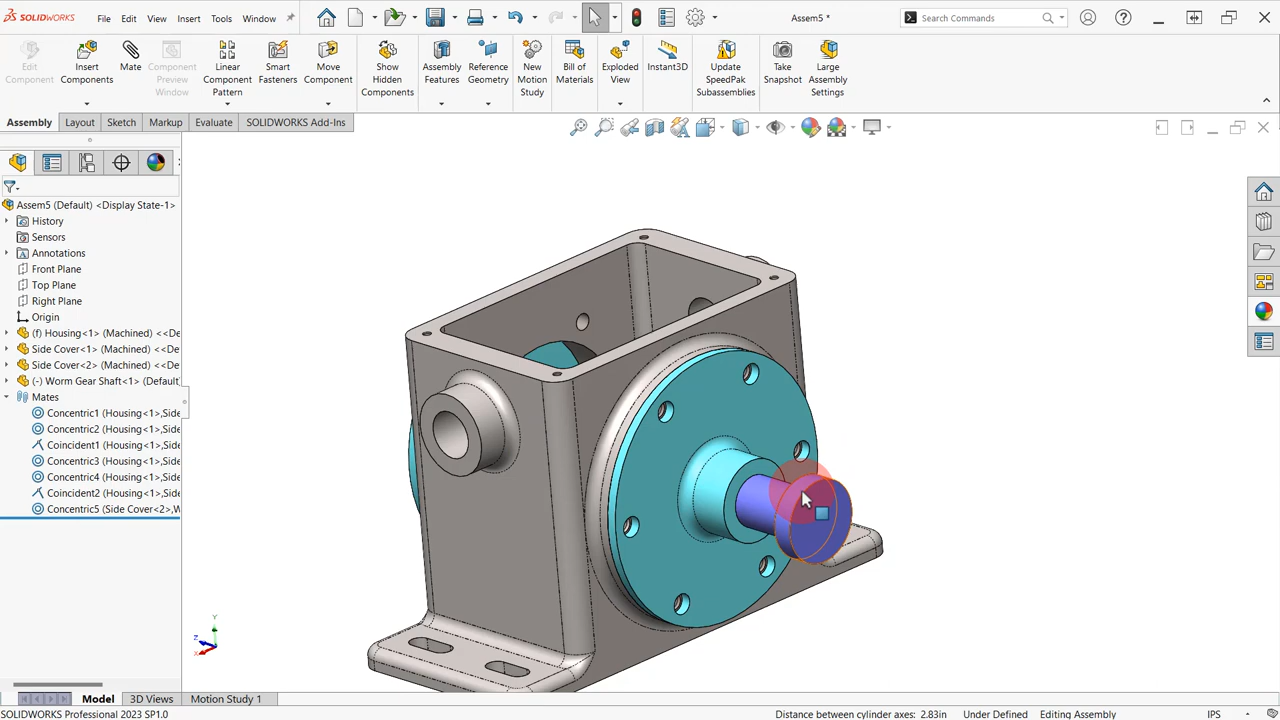 SOLIDWORKS
File
Edit
View
Insert
Tools
Window
Assem5 *
Search Commands
Edit
Component
Insert
Components
Mate
Component
Preview
Window
Linear
Component
Pattern
Smart
Fasteners
Move
Component
Show
Hidden
Components
Assembly
Features
Reference
Geometry
New
Motion
Study
Bill of
Materials
Exploded
View
Instant3D
Update
SpeedPak
Subassemblies
Take
Snapshot
Large
Assembly
Settings
Assembly
Layout
Sketch
Markup
Evaluate
SOLIDWORKS Add-Ins
Assem5 (Default) <Display State-1>
History
Sensors
Annotations
Front Plane
Top Plane
Right Plane
Origin
(f) Housing<1> (Machined) <<De
Side Cover<1> (Machined) <<De
Side Cover<2> (Machined) <<De
(-) Worm Gear Shaft<1> (Default
Mates
Concentric1 (Housing<1>,Side
Concentric2 (Housing<1>,Side
Coincident1 (Housing<1>,Side
Concentric3 (Housing<1>,Side
Concentric4 (Housing<1>,Side
Coincident2 (Housing<1>,Side
Concentric5 (Side Cover<2>,W
Y
Z
X
Model
3D Views
Motion Study 1
SOLIDWORKS Professional 2023 SP1.0
Distance between cylinder axes: 2.83in
Under Defined
Editing Assembly
IPS